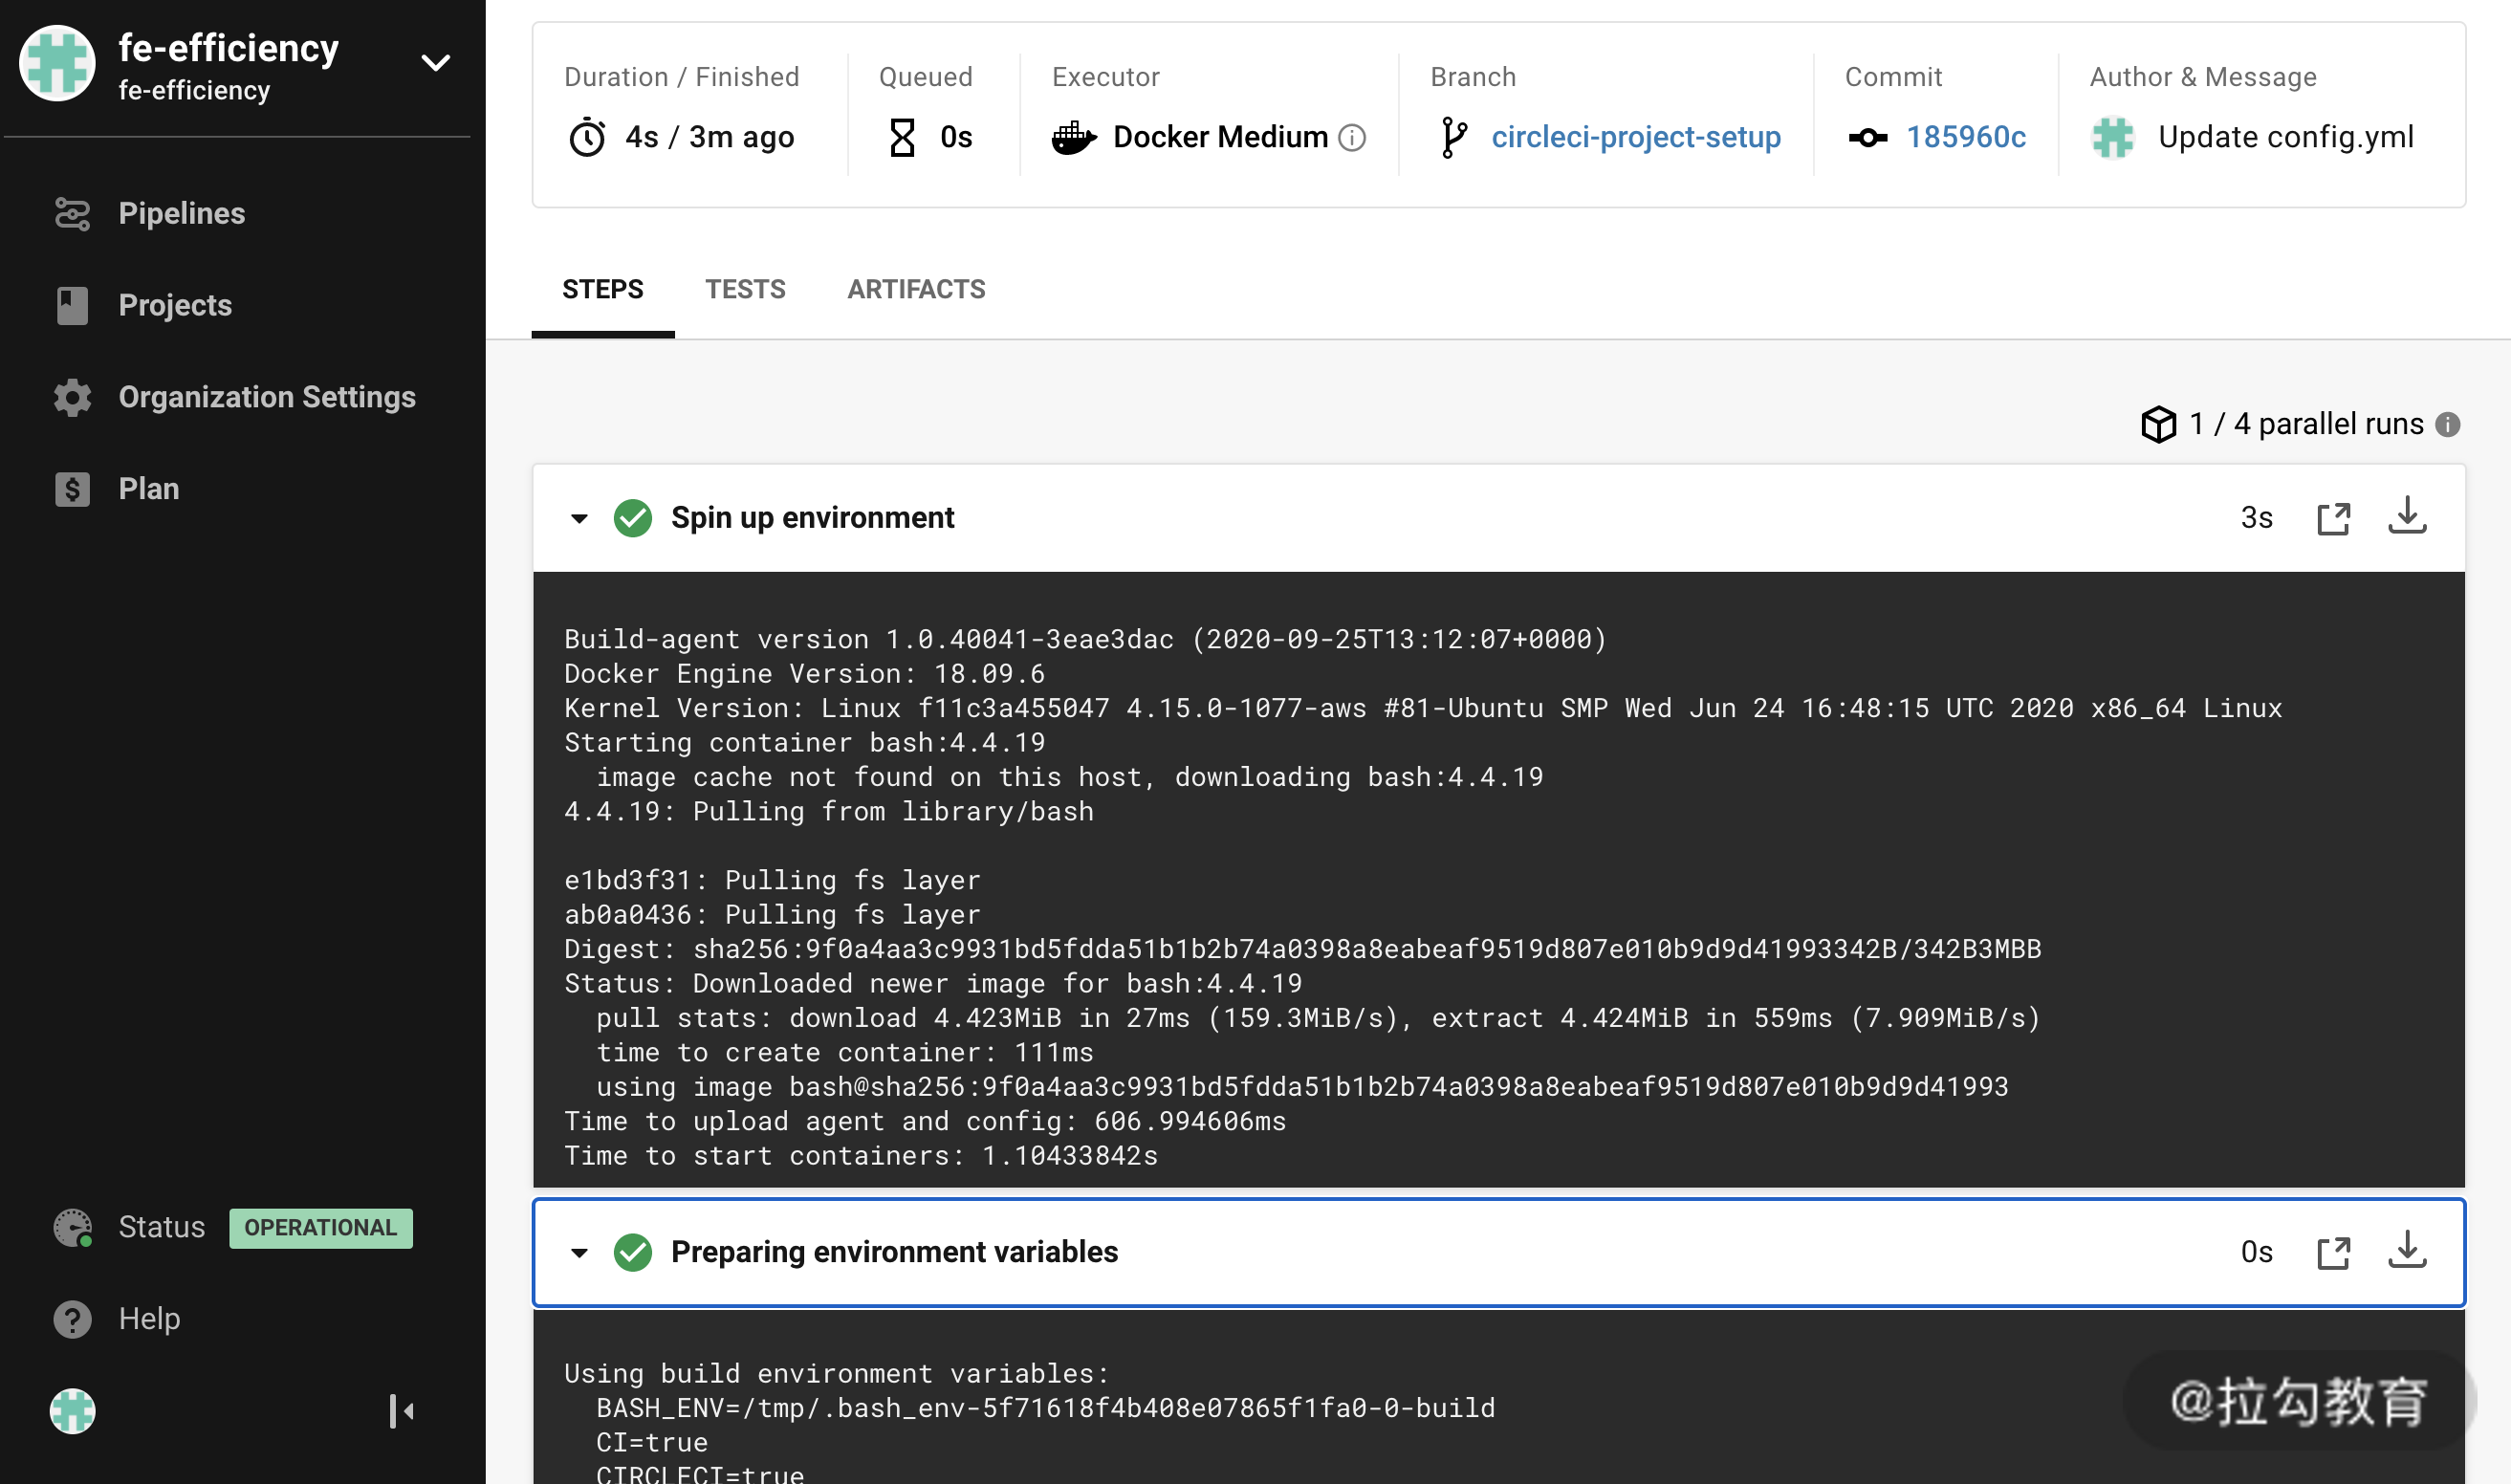 fe-efficiency
fe-efficiency
Pipelines
Projects
Organization Settings
Plan
Status OPERATIONAL
Help
Duration / Finished
4s / 3m ago
Queued
0s
Executor
Docker Medium
Branch
circleci-project-setup
Commit
185960c
Author & Message
Update config.yml
STEPS TESTS ARTIFACTS
1 / 4 parallel runs
Spin up environment 3s
Build-agent version 1.0.40041-3eae3dac (2020-09-25T13:12:07+0000)
Docker Engine Version: 18.09.6
Kernel Version: Linux f11c3a455047 4.15.0-1077-aws #81-Ubuntu SMP Wed Jun 24 16:48:15 UTC 2020 x86_64 Linux
Starting container bash:4.4.19
image cache not found on this host, downloading bash:4.4.19
4.4.19: Pulling from library/bash
e1bd3f31: Pulling fs layer
ab0a0436: Pulling fs layer
Digest: sha256:9f0a4aa3c9931bd5fdda51b1b2b74a0398a8eabeaf9519d807e010b9d9d41993342B/342B3MBB
Status: Downloaded newer image for bash:4.4.19
pull stats: download 4.423MiB in 27ms (159.3MiB/s), extract 4.424MiB in 559ms (7.909MiB/s)
time to create container: 111ms
using image bash@sha256:9f0a4aa3c9931bd5fdda51b1b2b74a0398a8eabeaf9519d807e010b9d9d41993
Time to upload agent and config: 606.994606ms
Time to start containers: 1.10433842s
Preparing environment variables 0s
Using build environment variables:
BASH_ENV=/tmp/.bash_env-5f71618f4b408e07865f1fa0-0-build
CI=true
CIRCLECI=true
@拉勾教育